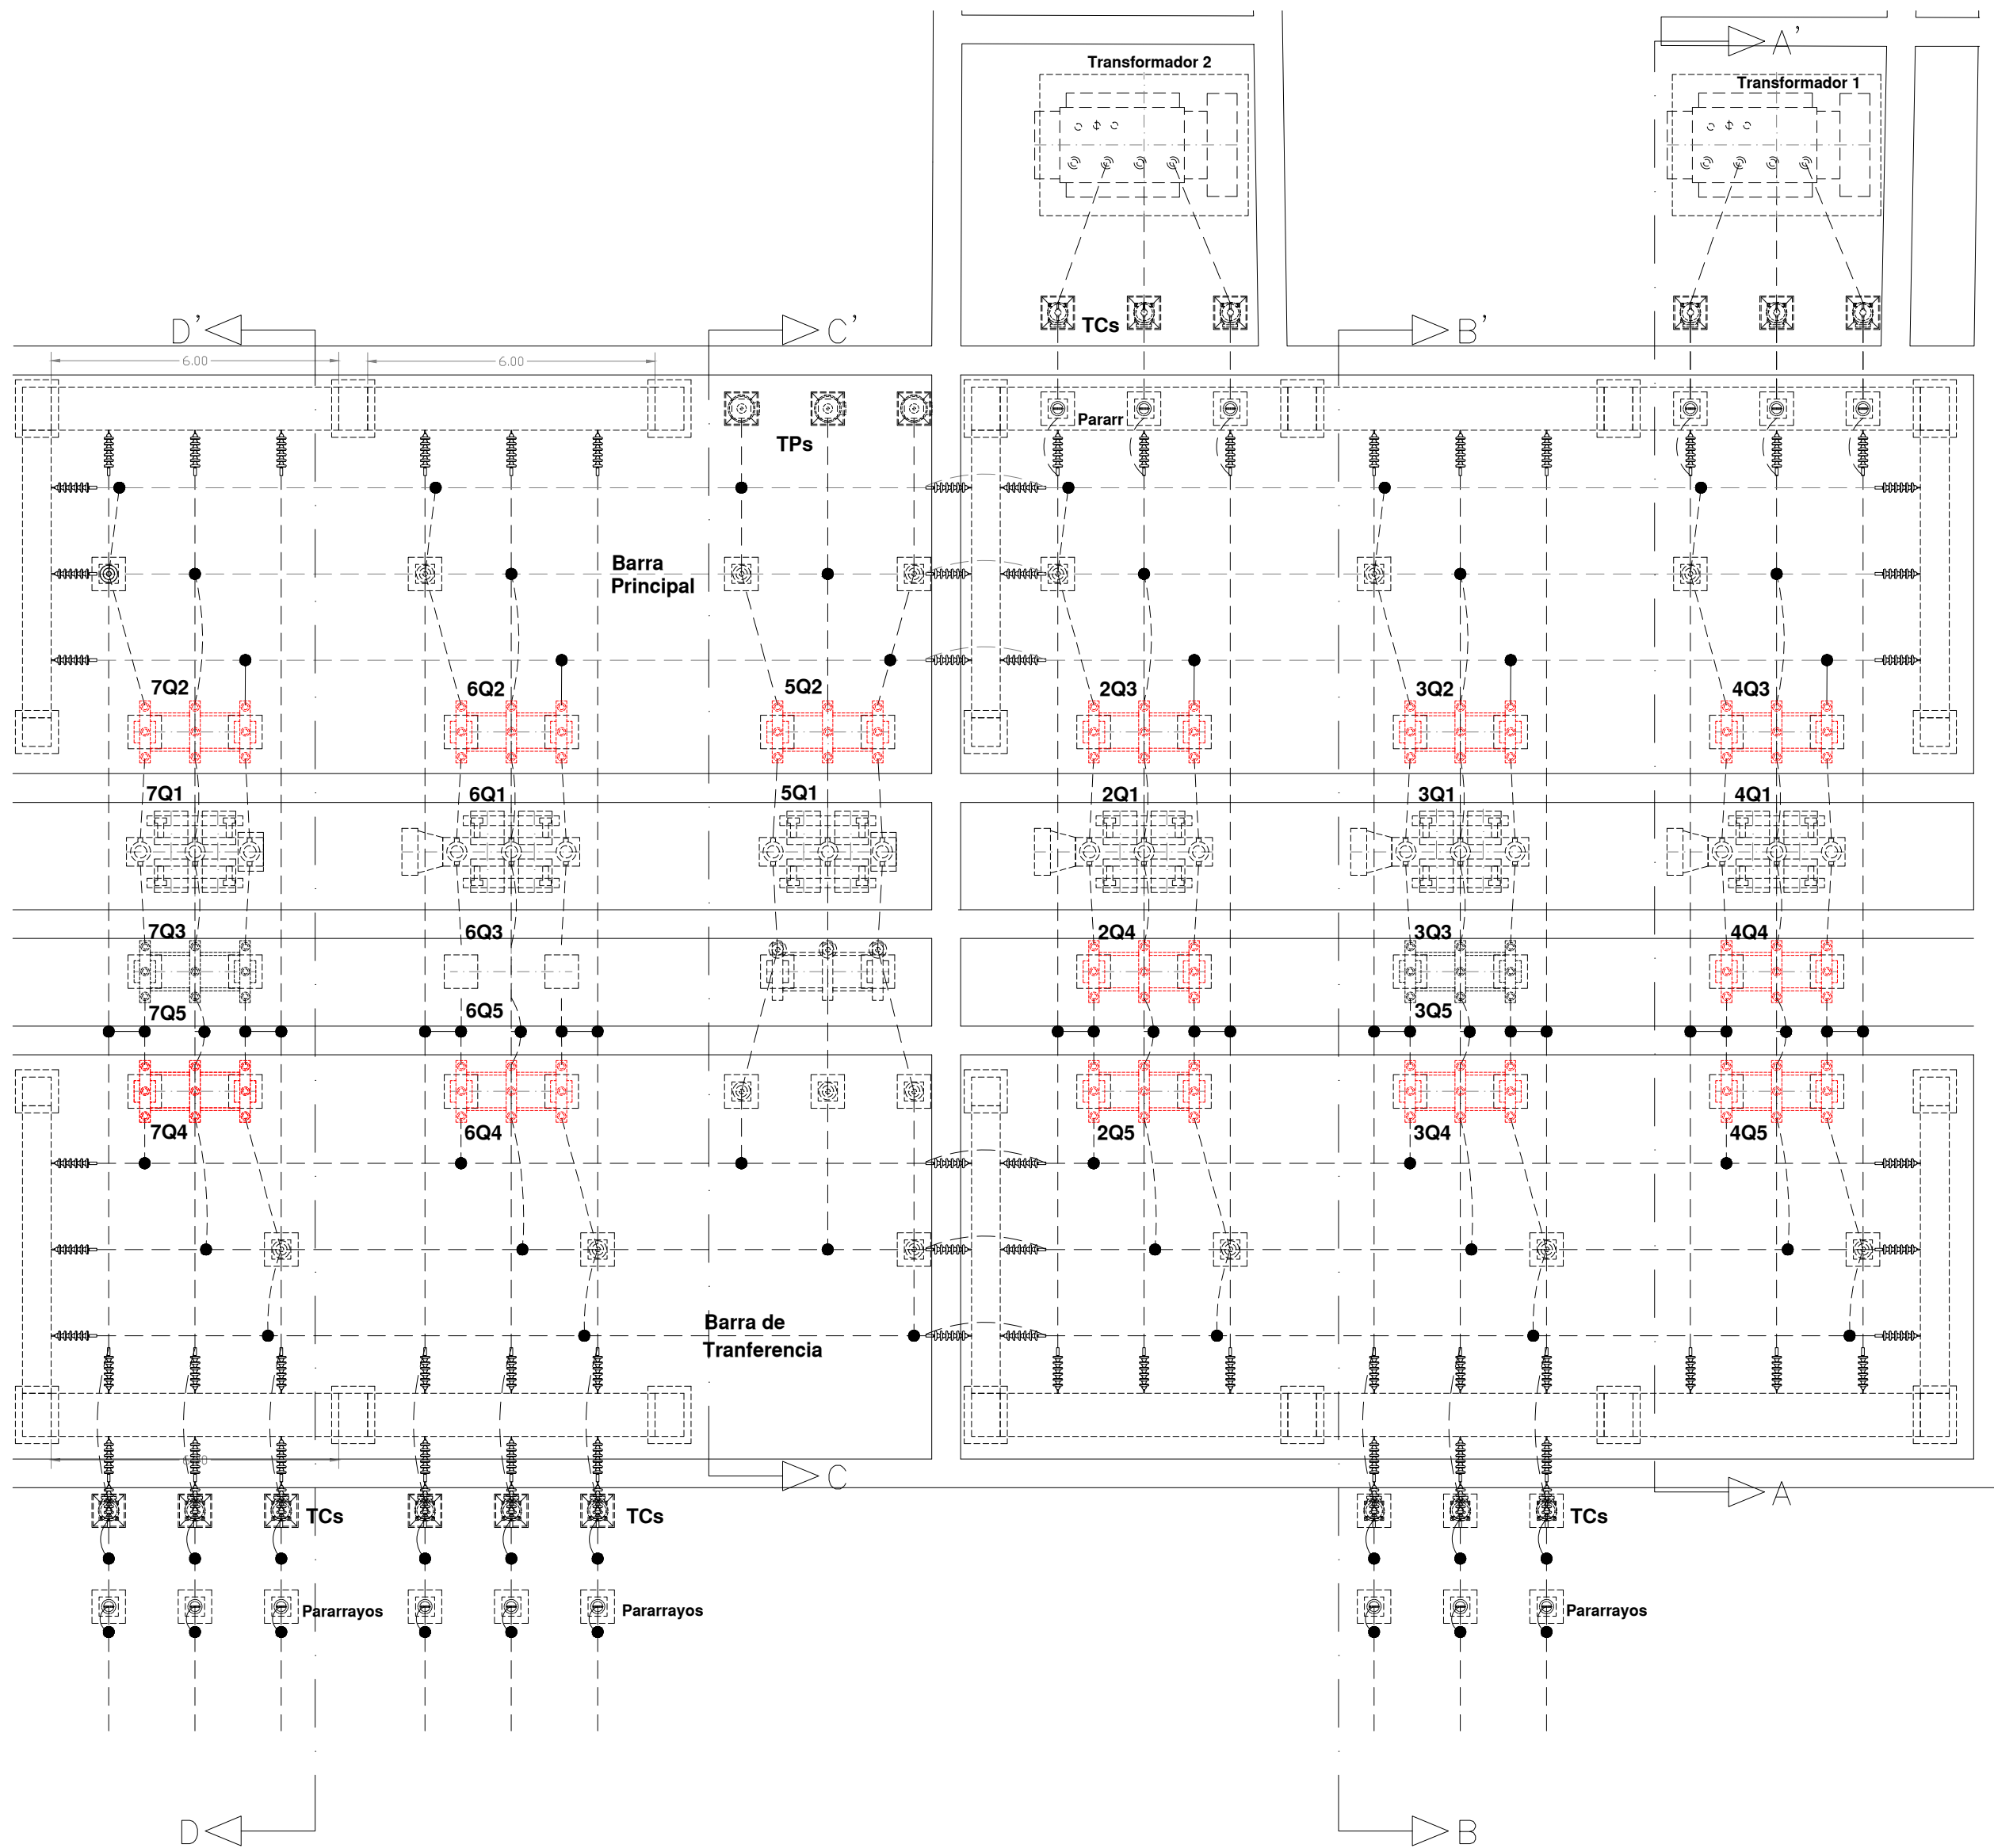 A'
Transformador 2
Transformador 1
TCs
D'
C'
B'
6.00
6.00
Pararr
TPs
Barra
Principal
7Q2
6Q2
5Q2
2Q3
3Q2
4Q3
7Q1
6Q1
5Q1
2Q1
3Q1
4Q1
7Q3
6Q3
2Q4
3Q3
4Q4
7Q5
6Q5
3Q5
7Q4
6Q4
2Q5
3Q4
4Q5
Barra de
Tranferencia
C
A
TCs
TCs
TCs
Pararrayos
Pararrayos
Pararrayos
D
B